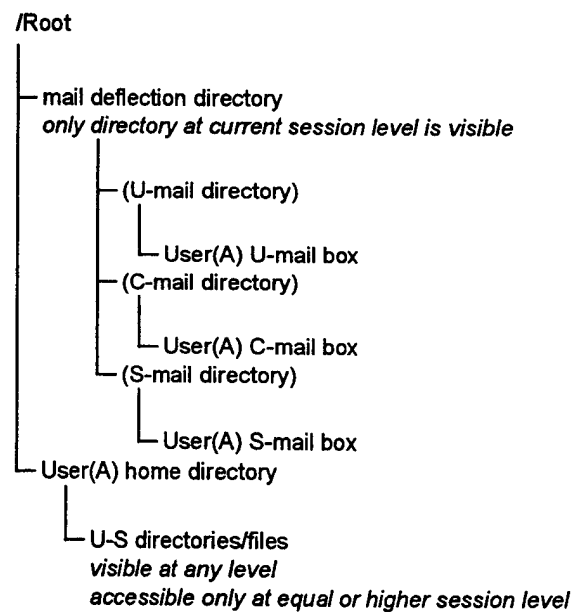 /Root
mail deflection directory
only directory at current session level is visible
(U-mail directory)
User(A) U-mail box
(C-mail directory)
User(A) C-mail box
(S-mail directory)
User(A) S-mail box
User(A) home directory
U-S directories/files
visible at any level
accessible only at equal or higher session level